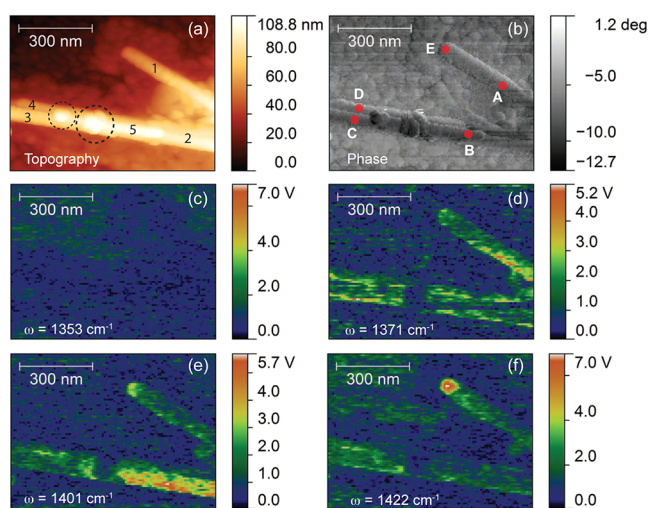 300 nm
(a)
1
4
3
5
2
Topography
108.8 nm
80.0
60.0
40.0
20.0
0.0
300 nm
(b)
E
A
D
C
B
Phase
1.2 deg
−5.0
−10.0
−12.7
300 nm
(c)
ω = 1353 cm⁻¹
7.0 V
4.0
2.0
0.0
300 nm
(d)
ω = 1371 cm⁻¹
5.2 V
4.0
3.0
2.0
1.0
0.0
300 nm
(e)
ω = 1401 cm⁻¹
5.7 V
4.0
3.0
2.0
1.0
0.0
300 nm
(f)
ω = 1422 cm⁻¹
7.0 V
4.0
2.0
0.0